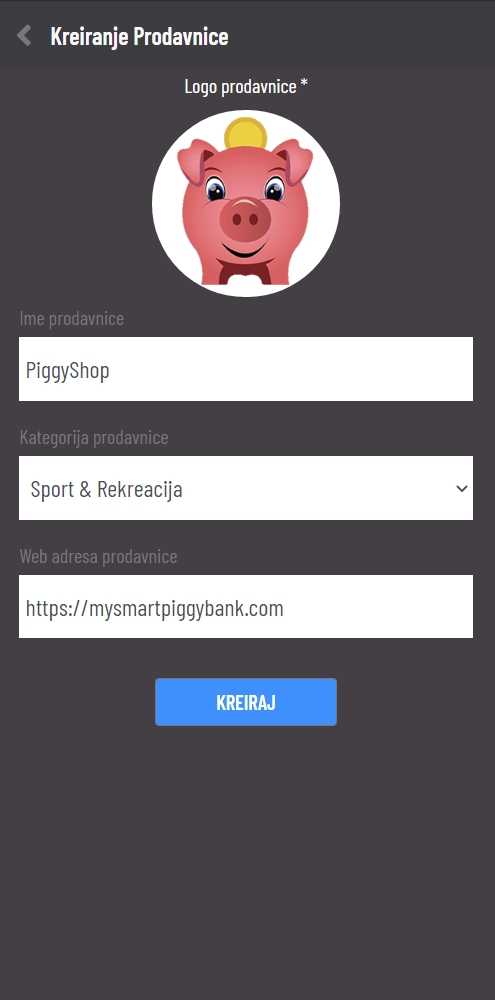 Kreiranje Prodavnice
Logo prodavnice *
Ime prodavnice
PiggyShop
Kategorija prodavnice
Sport & Rekreacija
Web adresa prodavnice
https://mysmartpiggybank.com
KREIRAJ